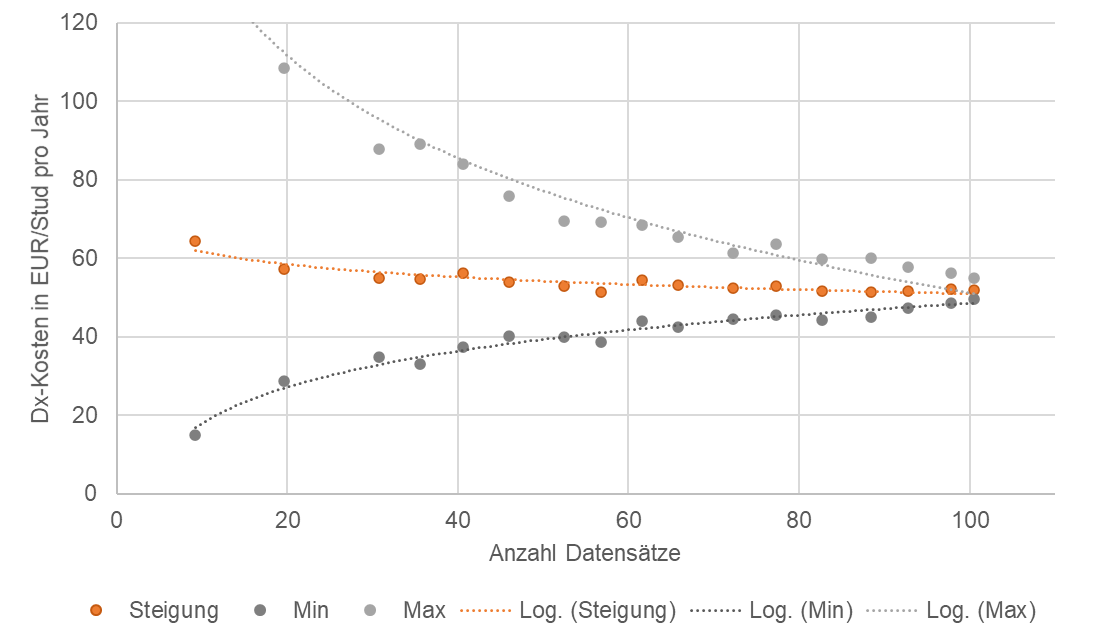 120
100
80
60
40
20
0
Dx-Kosten in EUR/Stud pro Jahr
0 20 40 60 80 100
Anzahl Datensätze
Steigung Min Max Log. (Steigung) Log. (Min) Log. (Max)